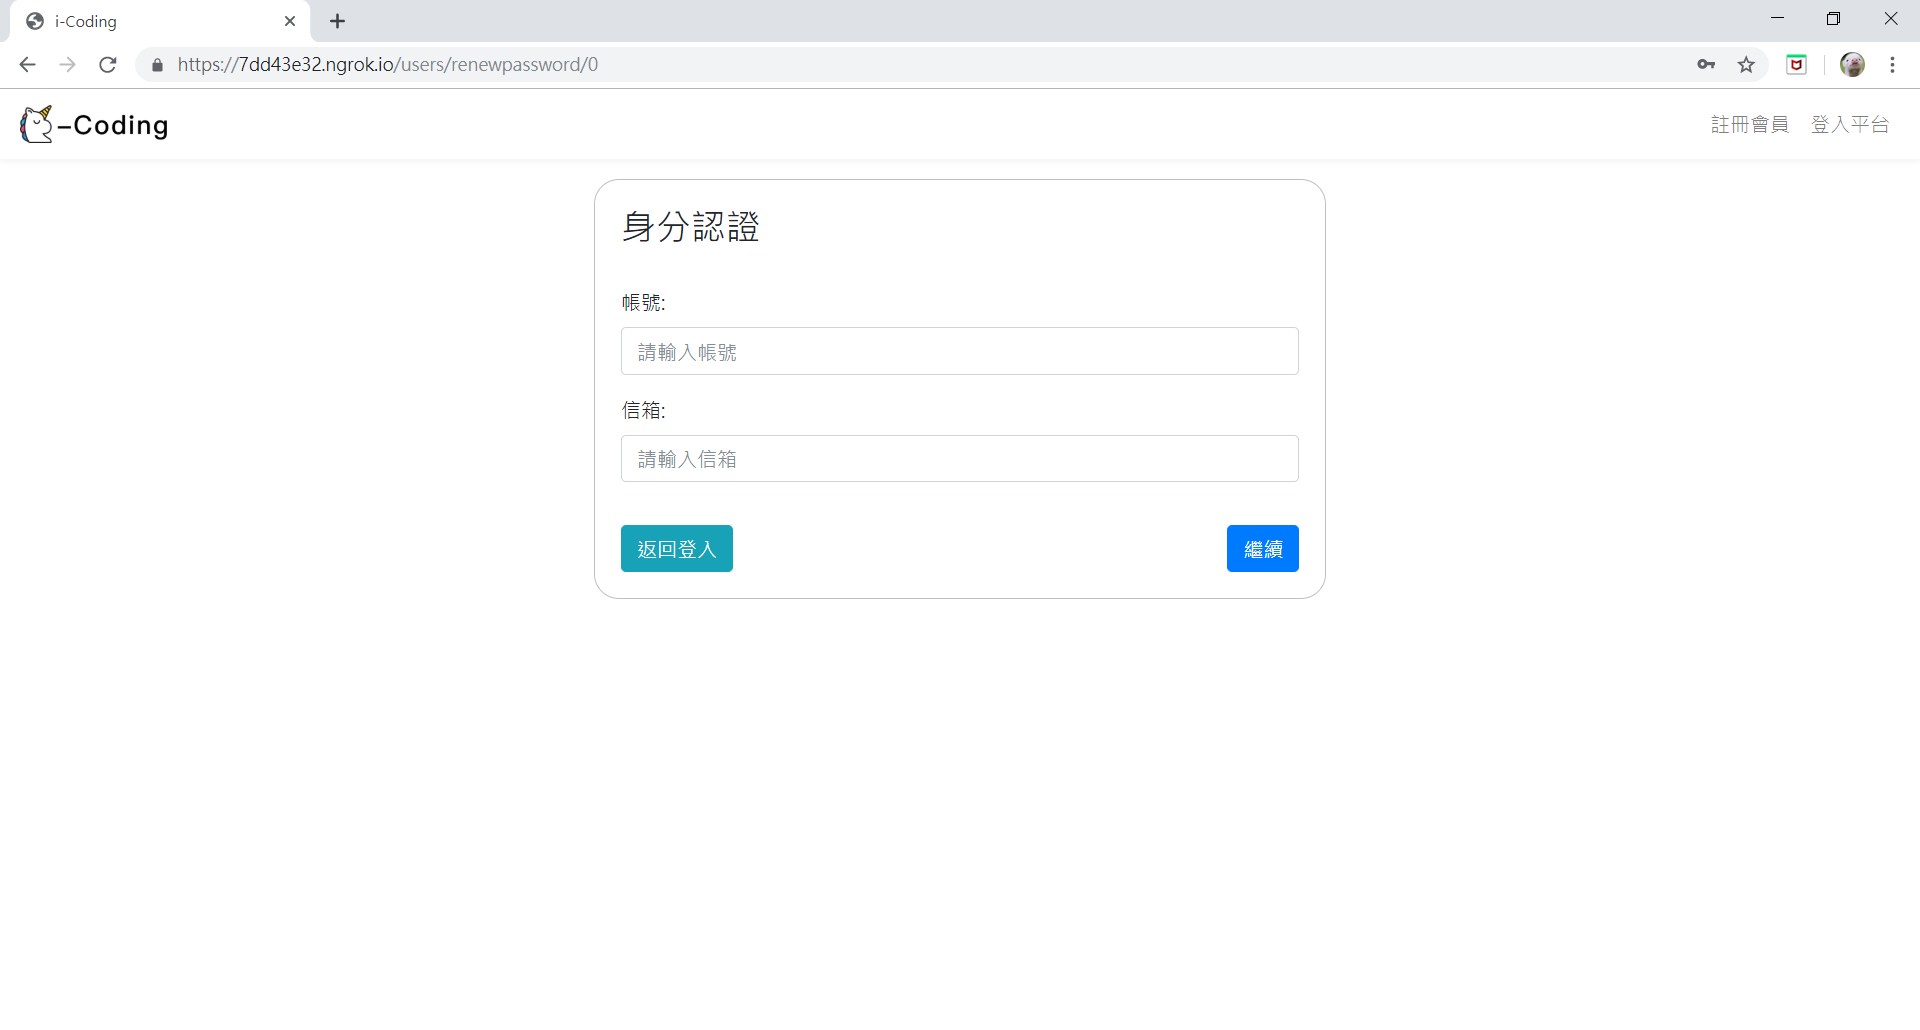 i-Coding
https://7dd43e32.ngrok.io/users/renewpassword/0
-Coding
註冊會員 登入平台
身分認證
帳號:
請輸入帳號
信箱:
請輸入信箱
返回登入 繼續